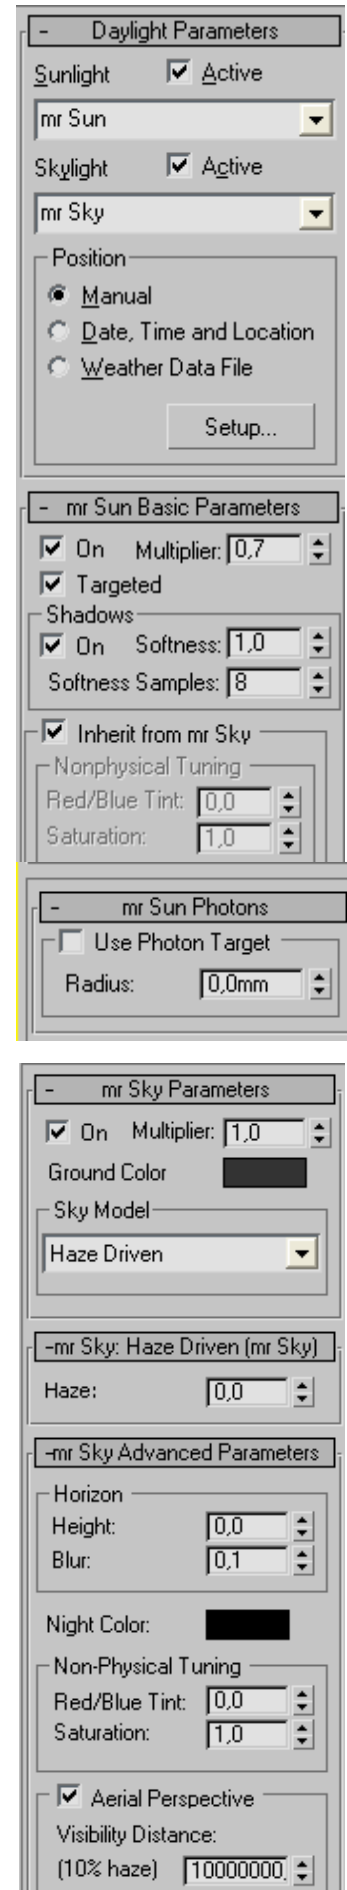 - Daylight Parameters
Sunlight Active
mr Sun
Skylight Active
mr Sky
Position
Manual
Date, Time and Location
Weather Data File
Setup...
- mr Sun Basic Parameters
On Multiplier: 0,7
Targeted
Shadows
On Softness: 1,0
Softness Samples: 8
Inherit from mr Sky
Nonphysical Tuning
Red/Blue Tint: 0,0
Saturation: 1,0
- mr Sun Photons
Use Photon Target
Radius: 0,0mm
- mr Sky Parameters
On Multiplier: 1,0
Ground Color
Sky Model
Haze Driven
-mr Sky: Haze Driven (mr Sky)
Haze: 0,0
-mr Sky Advanced Parameters
Horizon
Height: 0,0
Blur: 0,1
Night Color:
Non-Physical Tuning
Red/Blue Tint: 0,0
Saturation: 1,0
Aerial Perspective
Visibility Distance:
(10% haze) 10000000,